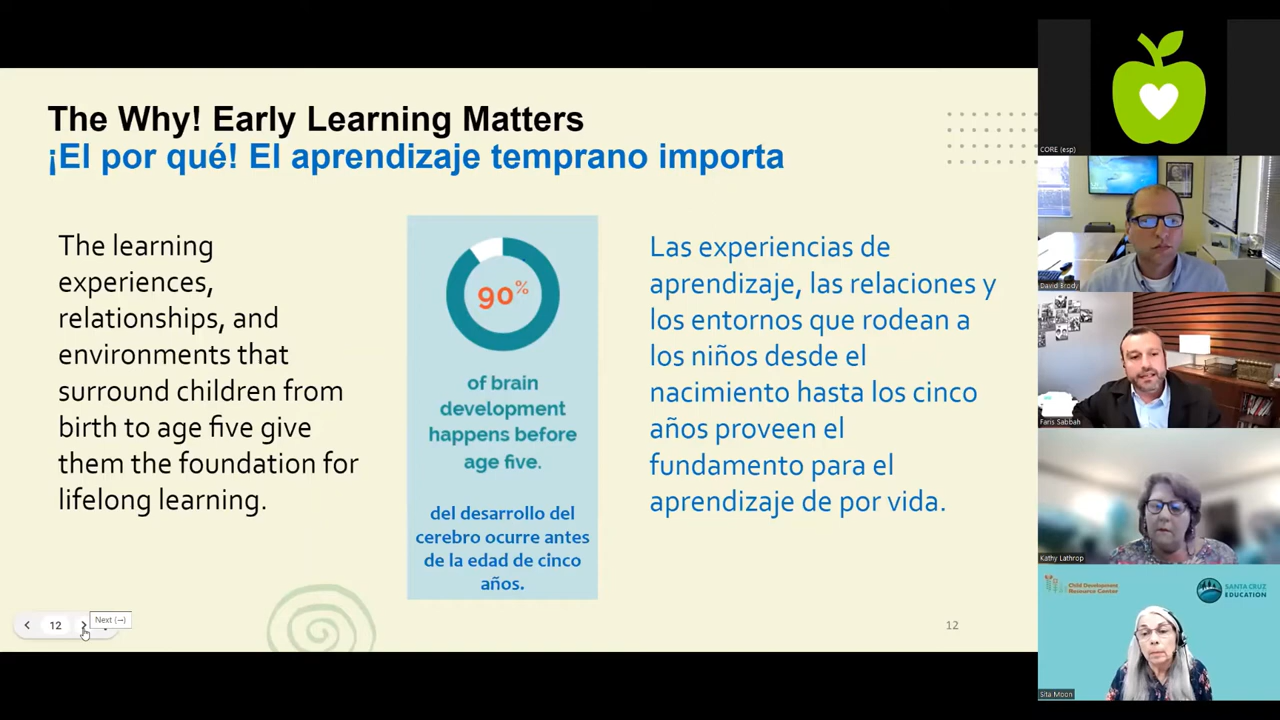 The Why! Early Learning Matters
¡El por qué! El aprendizaje temprano importa
The learning
experiences,
relationships, and
environments that
surround children from
birth to age five give
them the foundation for
lifelong learning.
90%
of brain
development
happens before
age five.
del desarrollo del
cerebro ocurre antes
de la edad de cinco
años.
Las experiencias de
aprendizaje, las relaciones y
los entornos que rodean a
los niños desde el
nacimiento hasta los cinco
años proveen el
fundamento para el
aprendizaje de por vida.
12
Next (→)
12
CORE (esp)
David Brody
Faris Sabbah
Kathy Lathrop
Child Development
Resource Center
SANTA CRUZ
EDUCATION
Sita Moon